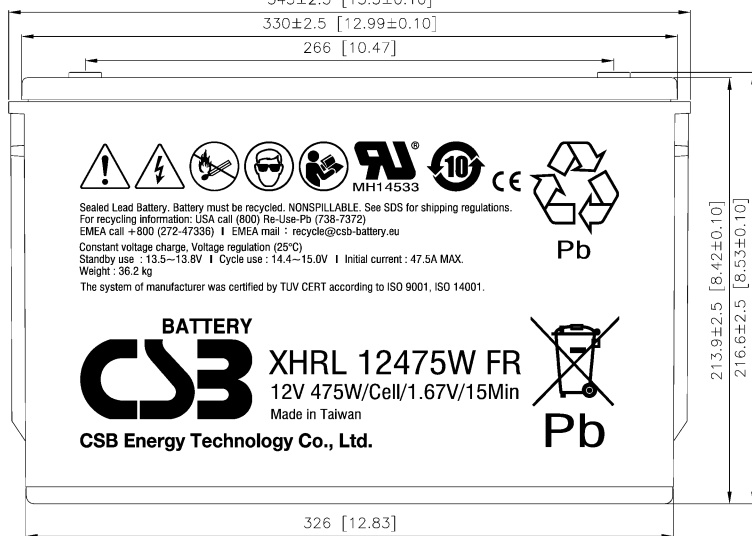 330±2.5 [12.99±0.10]
266 [10.47]
10
®
MH14533
CE
Sealed Lead Battery. Battery must be recycled. NONSPILLABLE. See SDS for shipping regulations.
For recycling information: USA call (800) Re-Use-Pb (738-7372)
EMEA call +800 (272-47336) I EMEA mail : recycle@csb-battery.eu
Pb
Constant voltage charge, Voltage regulation (25°C)
Standby use : 13.5~13.8V I Cycle use : 14.4~15.0V I Initial current : 47.5A MAX.
Weight : 36.2 kg
The system of manufacturer was certified by TUV CERT according to ISO 9001, ISO 14001.
213.9±2.5 [8.42±0.10]
216.6±2.5 [8.53±0.10]
BATTERY
CSB
XHRL 12475W FR
12V 475W/Cell/1.67V/15Min
Made in Taiwan
CSB Energy Technology Co., Ltd.
Pb
326 [12.83]